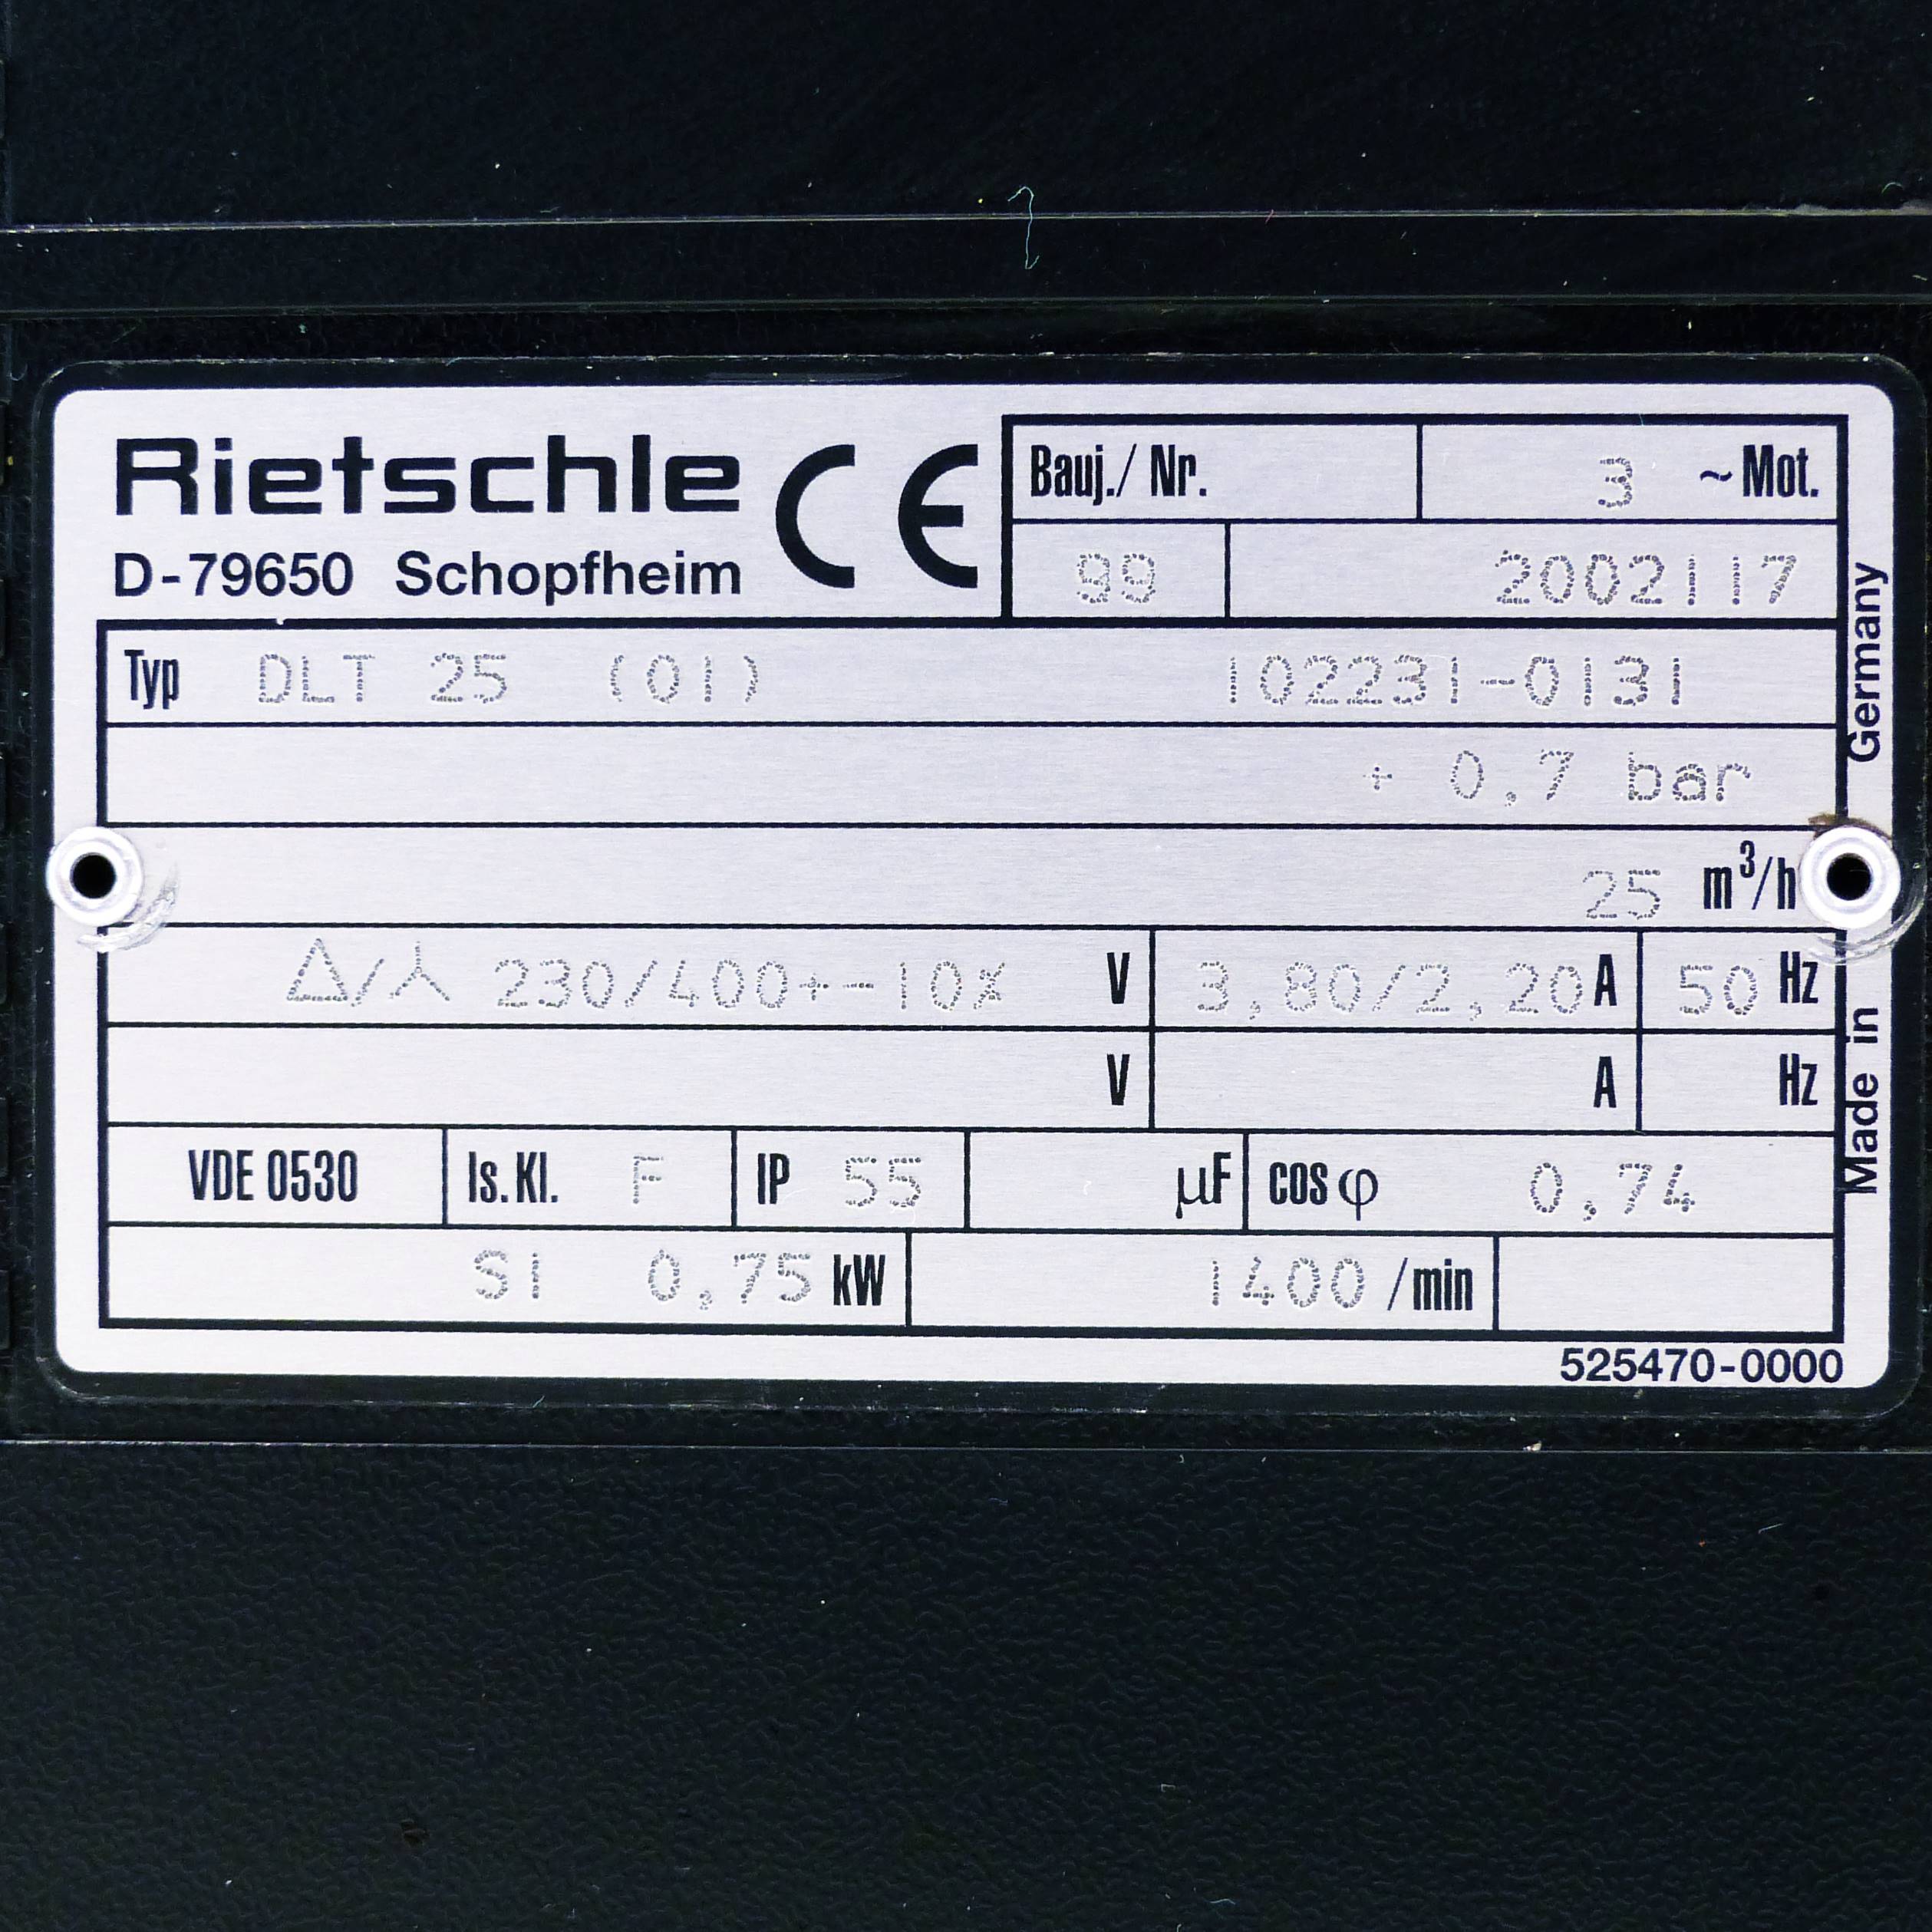 Rietschle CE
D-79650 Schopfheim
Bauj./ Nr. 3 ~ Mot.
99 2002117
Typ DLT 25 (01) 102231-0131
+ 0,7 bar
25 m³/h
Δ/⅄ 230/400+-10% V 3,80/2,20 A 50 Hz
V A Hz
VDE 0530 Is.Kl. F IP 55 µF cos φ 0,74
S1 0,75 kW 1400 /min
525470-0000
Made in Germany